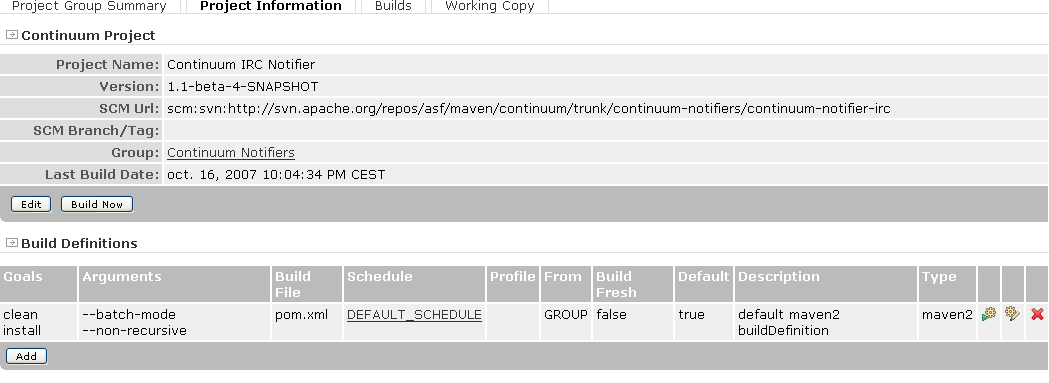 Project Group Summary Project Information Builds Working Copy
Continuum Project
Project Name: Continuum IRC Notifier
Version: 1.1-beta-4-SNAPSHOT
SCM Url: scm:svn:http://svn.apache.org/repos/asf/maven/continuum/trunk/continuum-notifiers/continuum-notifier-irc
SCM Branch/Tag:
Group: Continuum Notifiers
Last Build Date: oct. 16, 2007 10:04:34 PM CEST
Edit Build Now
Build Definitions
Goals Arguments Build File Schedule Profile From Build Fresh Default Description Type
clean install --batch-mode --non-recursive pom.xml DEFAULT_SCHEDULE GROUP false true default maven2 buildDefinition maven2
Add